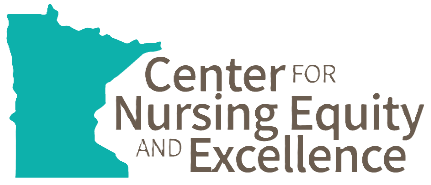 Center FOR
Nursing Equity
AND Excellence